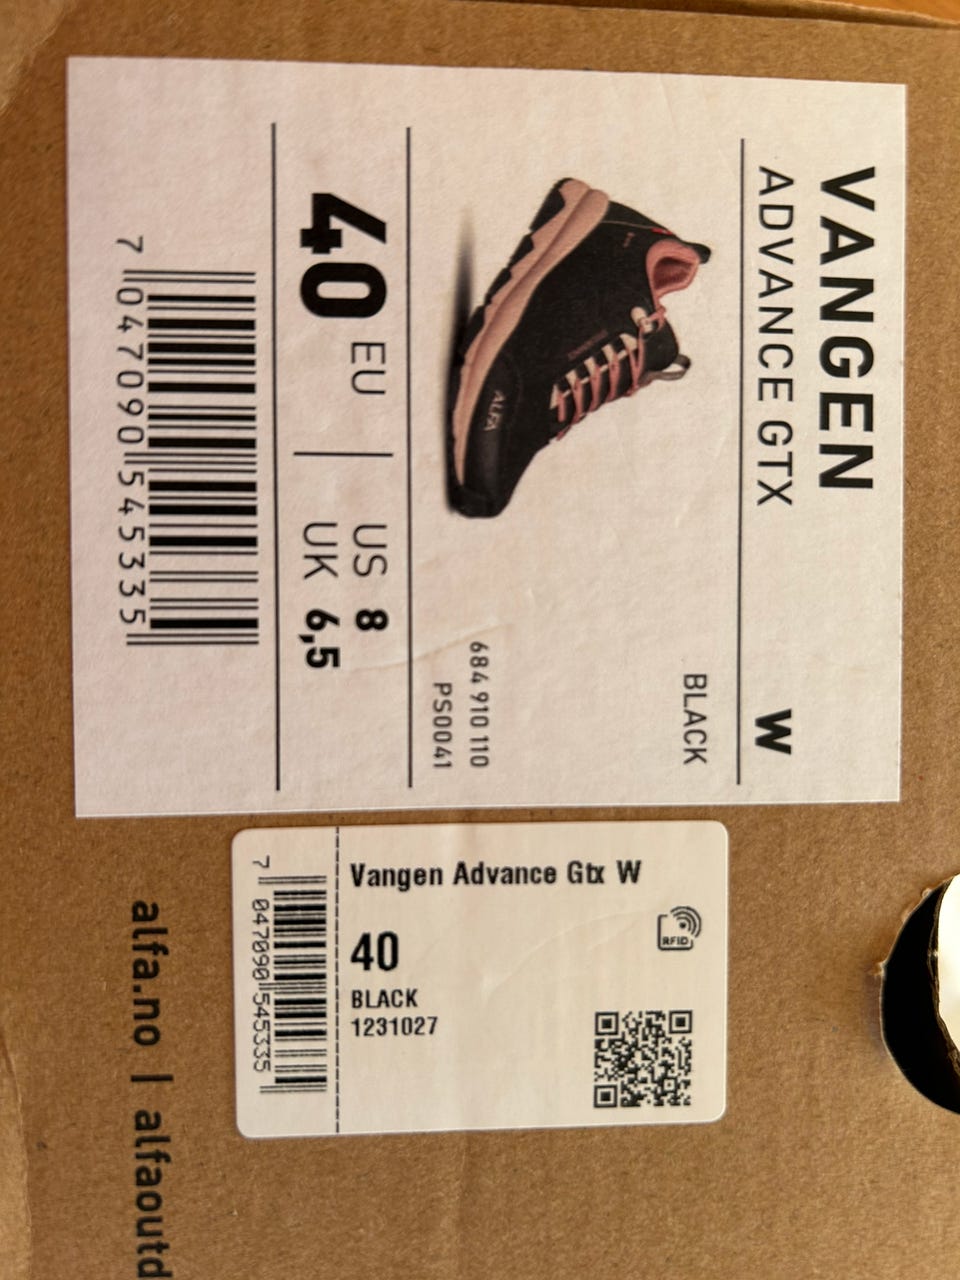 VANGEN
ADVANCE GTX
W
BLACK
ALFA
684 910 110
PS0041
40 EU
US 8
UK 6,5
7 047090 545335
Vangen Advance Gtx W
RFID
40
BLACK
1231027
7 047090 545335
alfa.no | alfaoutd